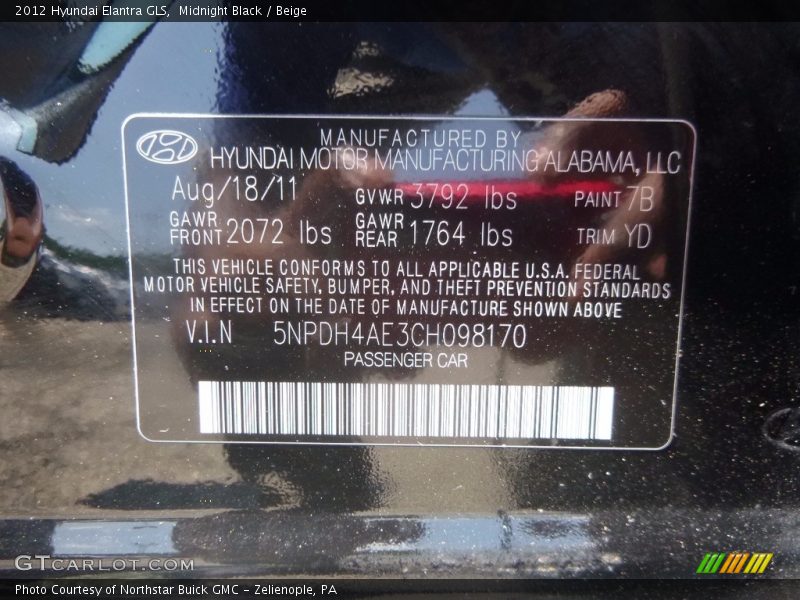 2012 Hyundai Elantra GLS, Midnight Black / Beige
MANUFACTURED BY
HYUNDAI MOTOR MANUFACTURING ALABAMA, LLC
Aug/18/11 GVWR 3792 lbs PAINT 7B
GAWR FRONT 2072 lbs GAWR REAR 1764 lbs TRIM YD
THIS VEHICLE CONFORMS TO ALL APPLICABLE U.S.A. FEDERAL
MOTOR VEHICLE SAFETY, BUMPER, AND THEFT PREVENTION STANDARDS
IN EFFECT ON THE DATE OF MANUFACTURE SHOWN ABOVE
V.I.N 5NPDH4AE3CH098170
PASSENGER CAR
GTCARLOT.COM
Photo Courtesy of Northstar Buick GMC - Zelienople, PA